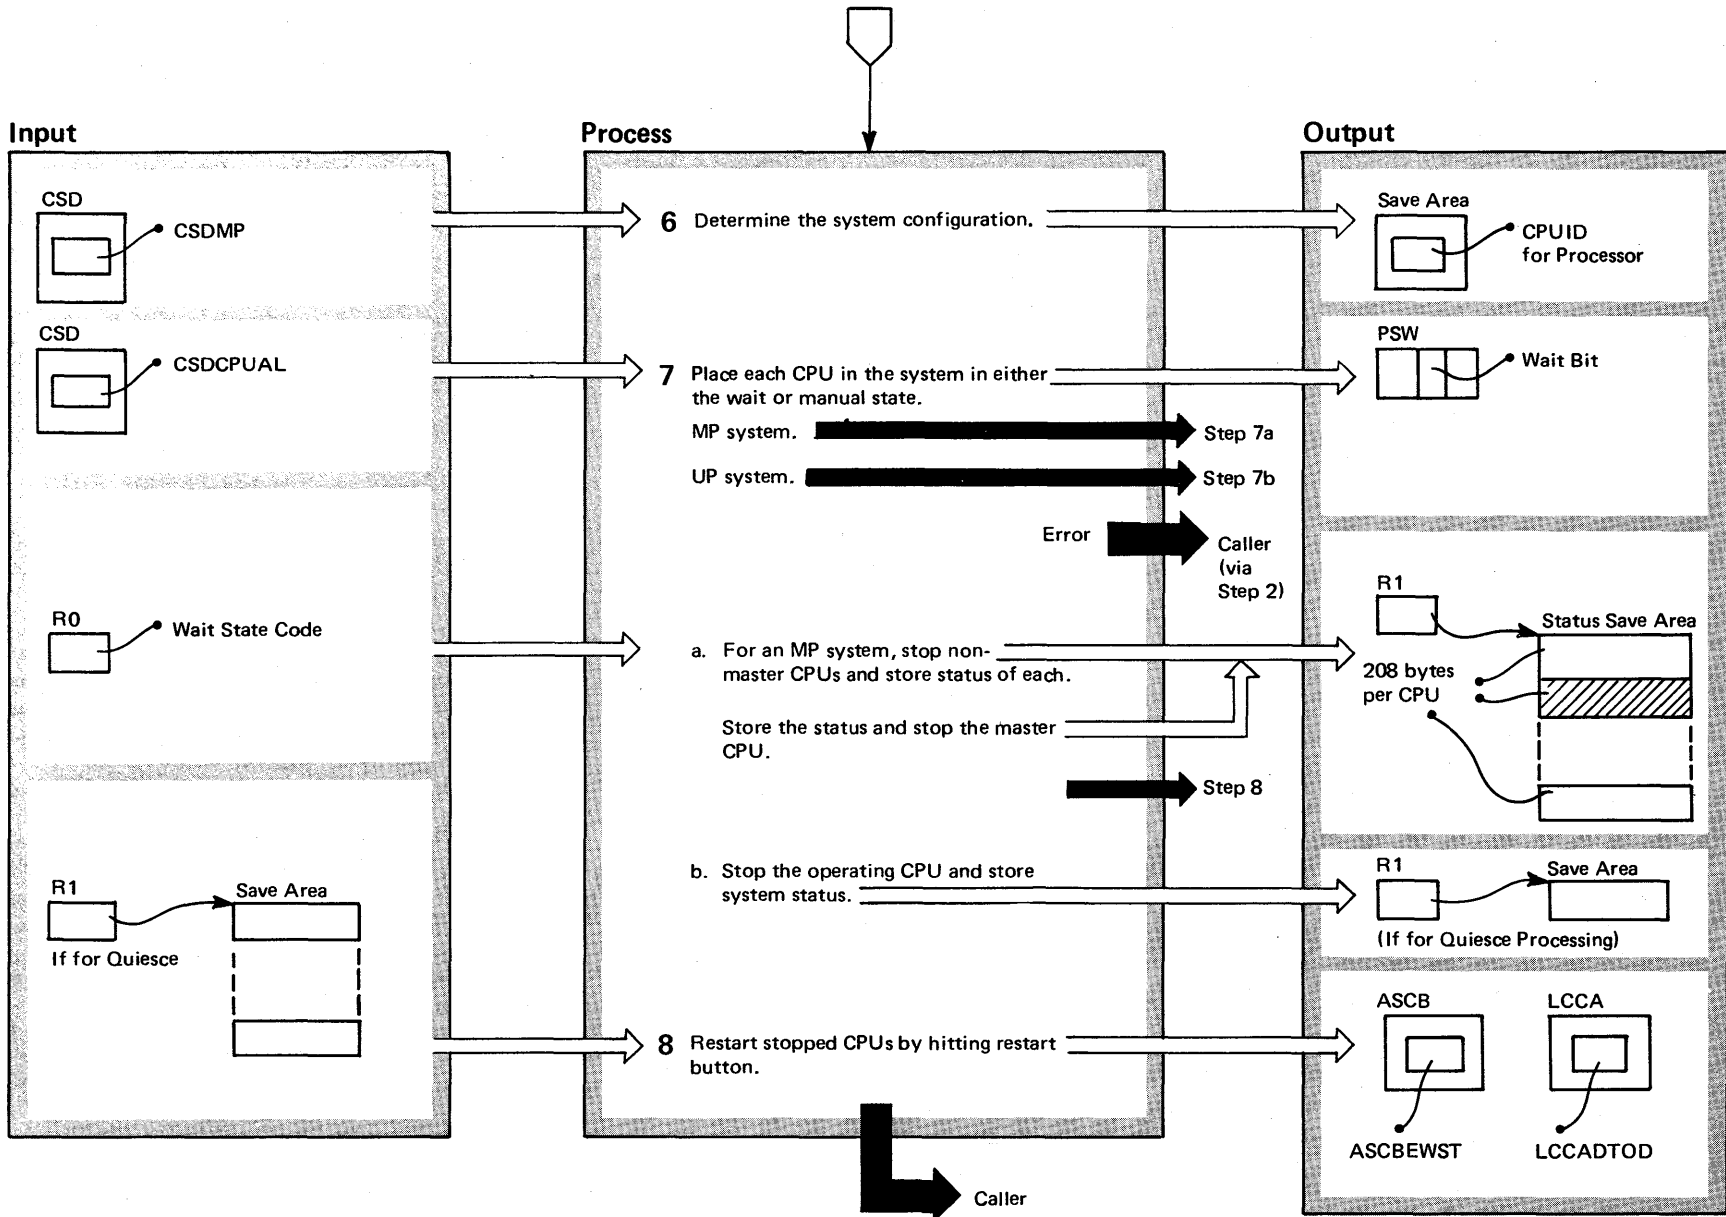 Input
Process
Output
CSD
CSDMP
6 Determine the system configuration.
Save Area
CPUID
for Processor
CSD
CSDCPUAL
7 Place each CPU in the system in either
the wait or manual state.
MP system.
Step 7a
UP system.
Step 7b
Error
Caller
(via
Step 2)
PSW
Wait Bit
R0
Wait State Code
a. For an MP system, stop non-
master CPUs and store status of each.
Store the status and stop the master
CPU.
Step 8
R1
Status Save Area
208 bytes
per CPU
R1
Save Area
If for Quiesce
b. Stop the operating CPU and store
system status.
R1
Save Area
(If for Quiesce Processing)
8 Restart stopped CPUs by hitting restart
button.
ASCB
LCCA
ASCBEWST
LCCADTOD
Caller